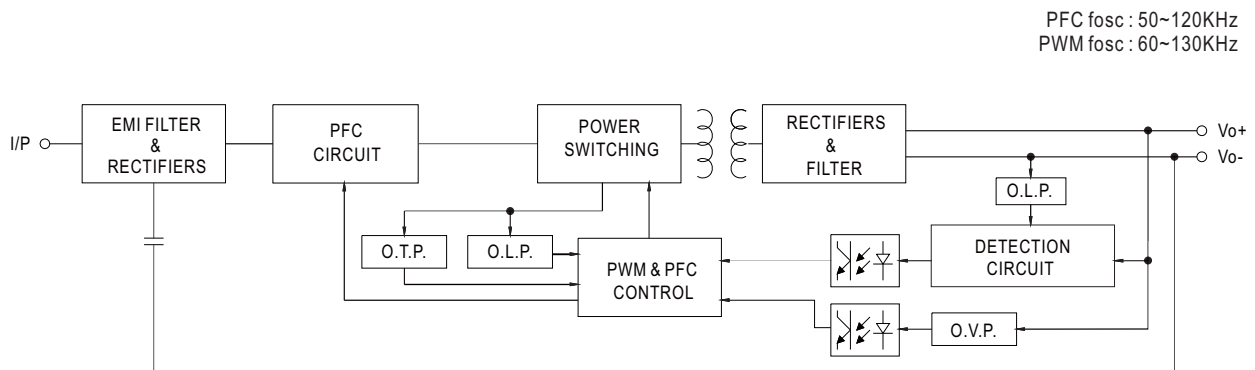 PFC fosc : 50~120KHz
PWM fosc : 60~130KHz
I/P
EMI FILTER
&
RECTIFIERS
PFC
CIRCUIT
POWER
SWITCHING
RECTIFIERS
&
FILTER
Vo+
Vo-
O.L.P.
O.T.P.
O.L.P.
PWM & PFC
CONTROL
DETECTION
CIRCUIT
O.V.P.